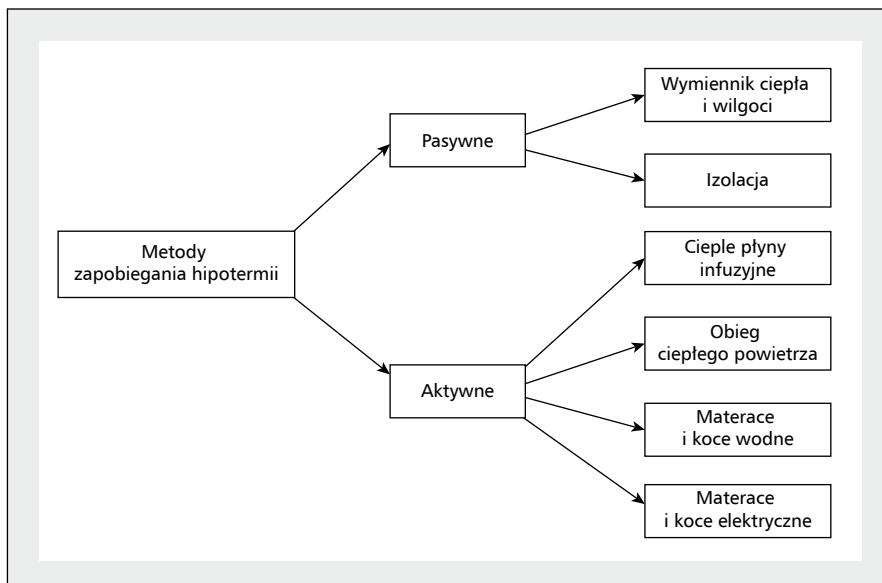 Metody
zapobiegania hipotermii
Pasywne
Wymiennik ciepła
i wilgoci
Izolacja
Aktywne
Ciepłe płyny
infuzyjne
Obieg
ciepłego powietrza
Materace
i koce wodne
Materace
i koce elektryczne